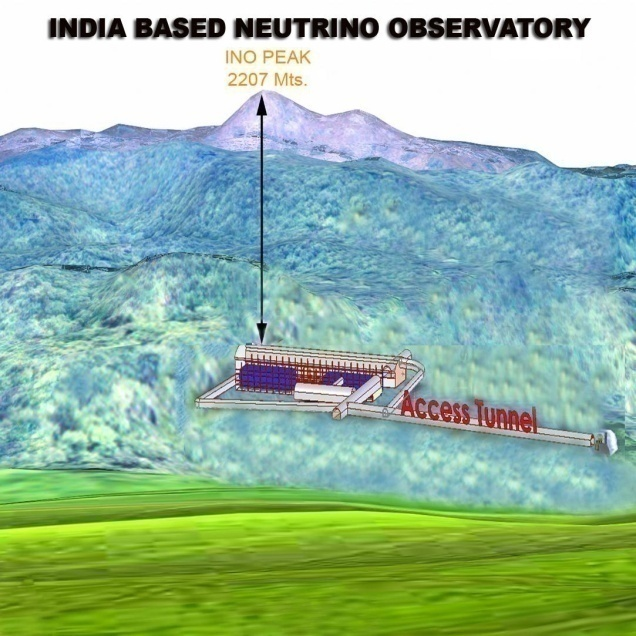 INDIA BASED NEUTRINO OBSERVATORY
INO PEAK
2207 Mts.
Access Tunnel